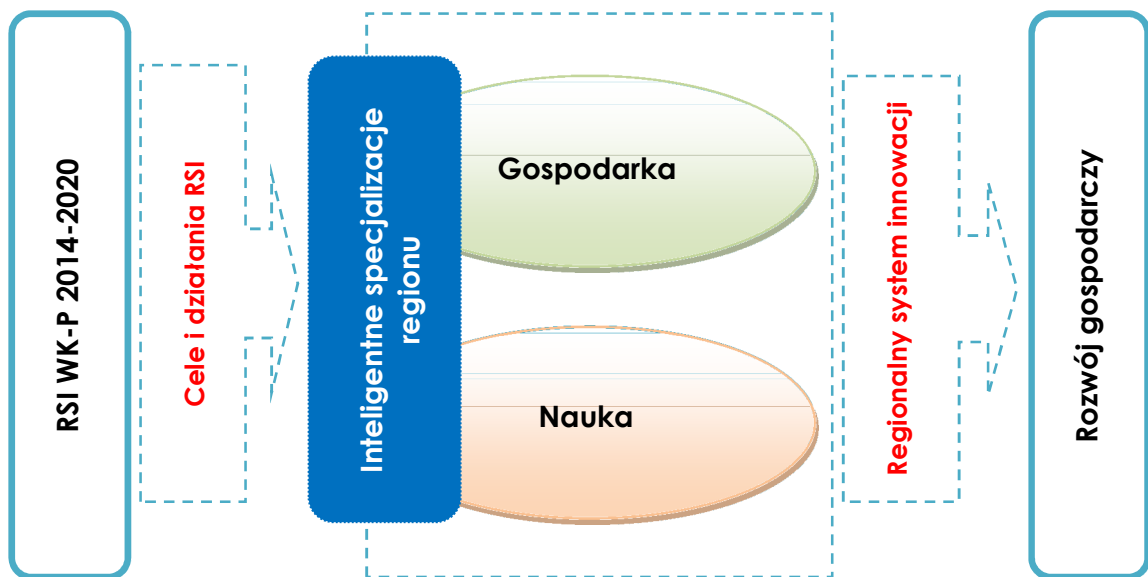 RSI WK-P 2014-2020
Cele i działania RSI
Inteligentne specjalizacje
regionu
Gospodarka
Nauka
Regionalny system innowacji
Rozwój gospodarczy